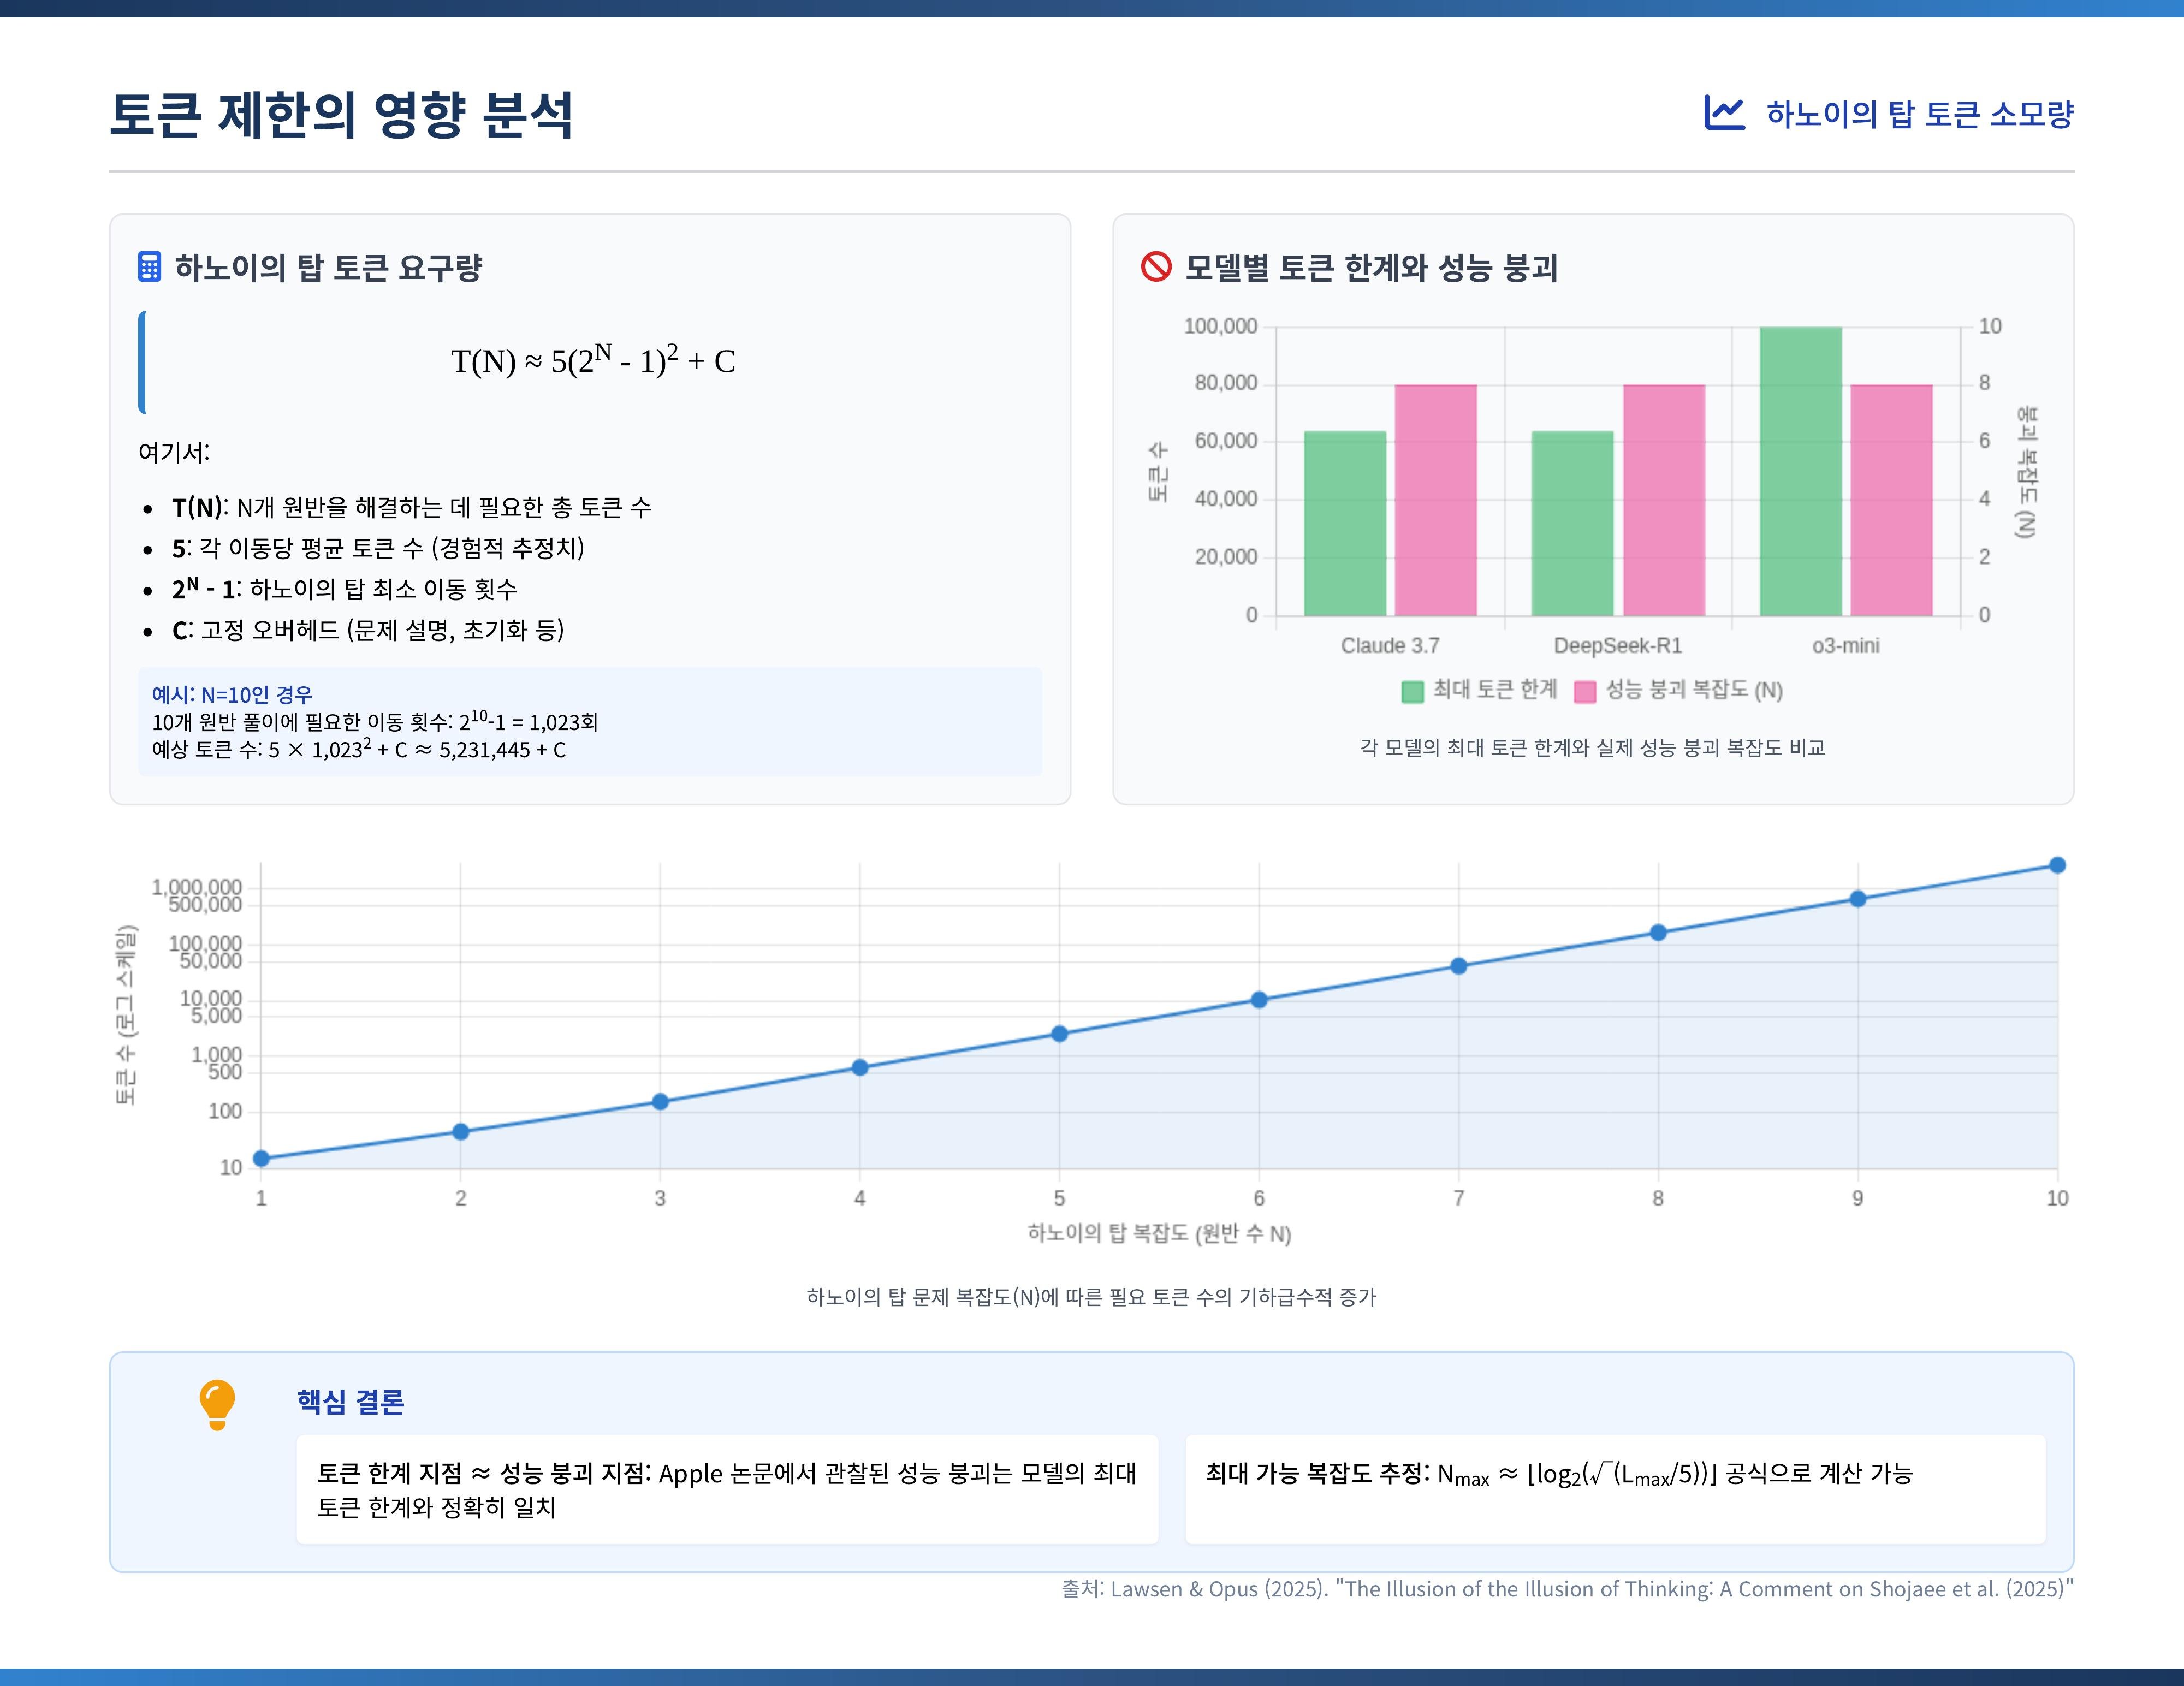 토큰 제한의 영향 분석
하노이의 탑 토큰 소모량
하노이의 탑 토큰 요구량
T(N) ≈ 5(2^N - 1)^2 + C
여기서:
• T(N): N개 원반을 해결하는 데 필요한 총 토큰 수
• 5: 각 이동당 평균 토큰 수 (경험적 추정치)
• 2^N - 1: 하노이의 탑 최소 이동 횟수
• C: 고정 오버헤드 (문제 설명, 초기화 등)
예시: N=10인 경우
10개 원반 풀이에 필요한 이동 횟수: 2^10-1 = 1,023회
예상 토큰 수: 5 × 1,023^2 + C ≈ 5,231,445 + C
모델별 토큰 한계와 성능 붕괴
토큰 수
100,000
80,000
60,000
40,000
20,000
0
10
8
6
4
2
0
붕괴 복잡도 (N)
Claude 3.7 DeepSeek-R1 o3-mini
최대 토큰 한계 성능 붕괴 복잡도 (N)
각 모델의 최대 토큰 한계와 실제 성능 붕괴 복잡도 비교
토큰 수 (로그 스케일)
1,000,000
500,000
100,000
50,000
10,000
5,000
1,000
500
100
10
1 2 3 4 5 6 7 8 9 10
하노이의 탑 복잡도 (원반 수 N)
하노이의 탑 문제 복잡도(N)에 따른 필요 토큰 수의 기하급수적 증가
핵심 결론
토큰 한계 지점 ≈ 성능 붕괴 지점: Apple 논문에서 관찰된 성능 붕괴는 모델의 최대
토큰 한계와 정확히 일치
최대 가능 복잡도 추정: N_max ≈ ⌊log_2(√(L_max/5))⌋ 공식으로 계산 가능
출처: Lawsen & Opus (2025). "The Illusion of the Illusion of Thinking: A Comment on Shojaee et al. (2025)"